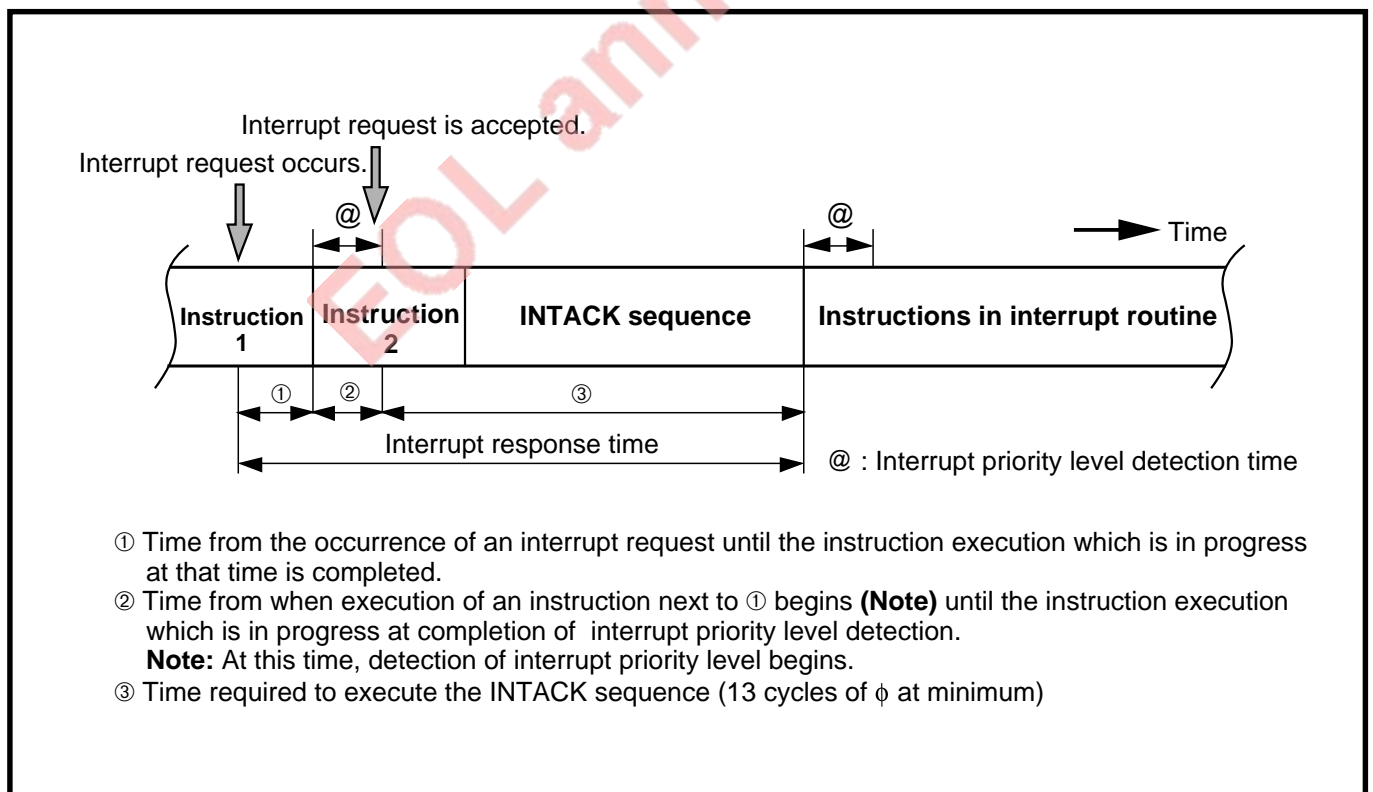 EOL ann
Interrupt request is accepted.
Interrupt request occurs.
@
@
Time
Instruction
1
Instruction
2
INTACK sequence
Instructions in interrupt routine
①
②
③
Interrupt response time
@ : Interrupt priority level detection time
① Time from the occurrence of an interrupt request until the instruction execution which is in progress
at that time is completed.
② Time from when execution of an instruction next to ① begins (Note) until the instruction execution
which is in progress at completion of interrupt priority level detection.
Note: At this time, detection of interrupt priority level begins.
③ Time required to execute the INTACK sequence (13 cycles of ϕ at minimum)